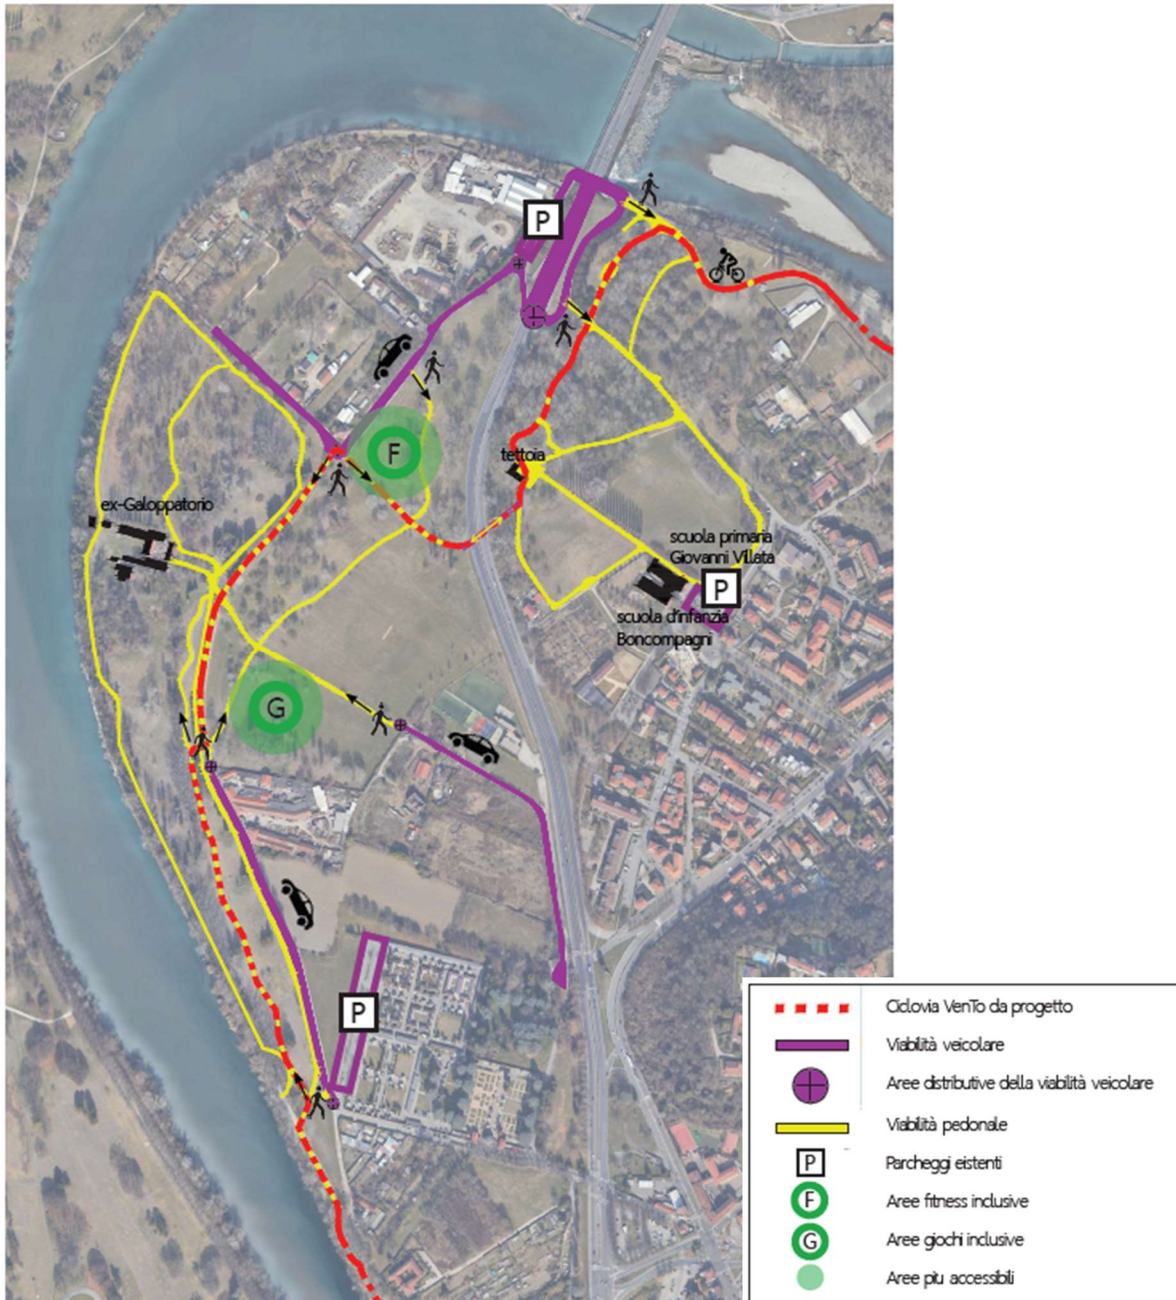 P
F
tettoia
ex-Galoppatorio
scuola primaria
Giovanni Villata
P
scuola d'infanzia
Boncompagni
G
P
Ciclovia VenTo da progetto
Viabilità veicolare
Aree distributive della viabilità veicolare
Viabilità pedonale
P Parcheggi eistenti
F Aree fitness inclusive
G Aree giochi inclusive
Aree più accessibili